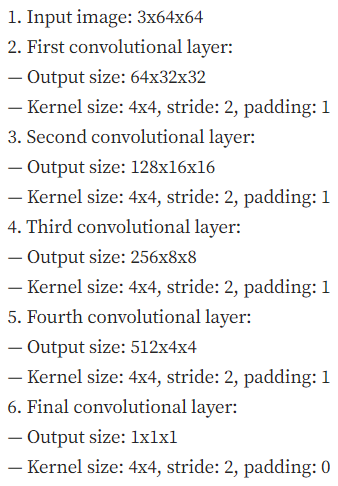 1. Input image: 3x64x64
2. First convolutional layer:
— Output size: 64x32x32
— Kernel size: 4x4, stride: 2, padding: 1
3. Second convolutional layer:
— Output size: 128x16x16
— Kernel size: 4x4, stride: 2, padding: 1
4. Third convolutional layer:
— Output size: 256x8x8
— Kernel size: 4x4, stride: 2, padding: 1
5. Fourth convolutional layer:
— Output size: 512x4x4
— Kernel size: 4x4, stride: 2, padding: 1
6. Final convolutional layer:
— Output size: 1x1x1
— Kernel size: 4x4, stride: 2, padding: 0